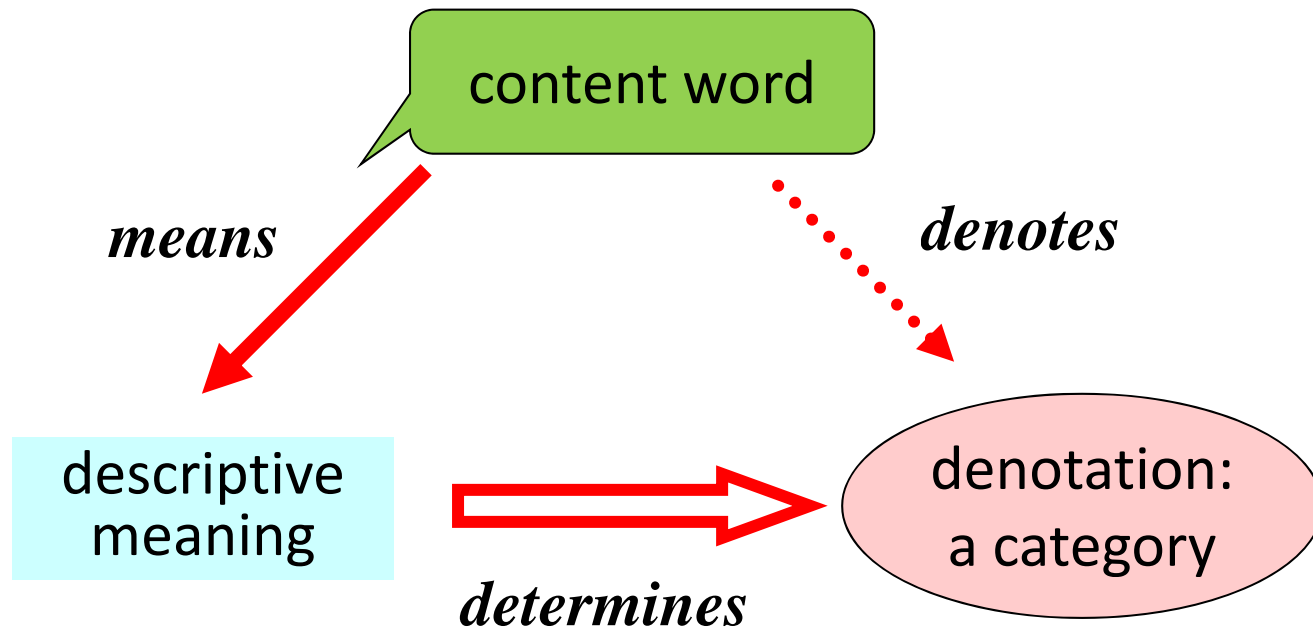 content word
means
denotes
descriptive
meaning
denotation:
a category
determines